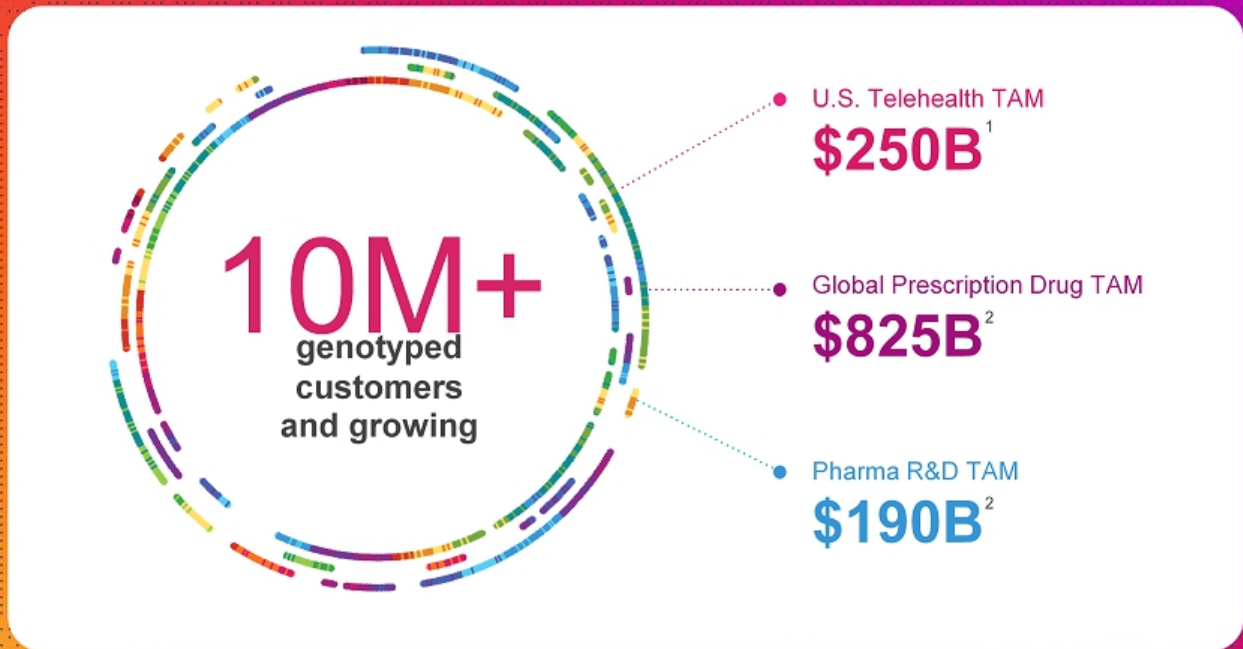 10M+
genotyped
customers
and growing
U.S. Telehealth TAM
$250B¹
Global Prescription Drug TAM
$825B²
Pharma R&D TAM
$190B²